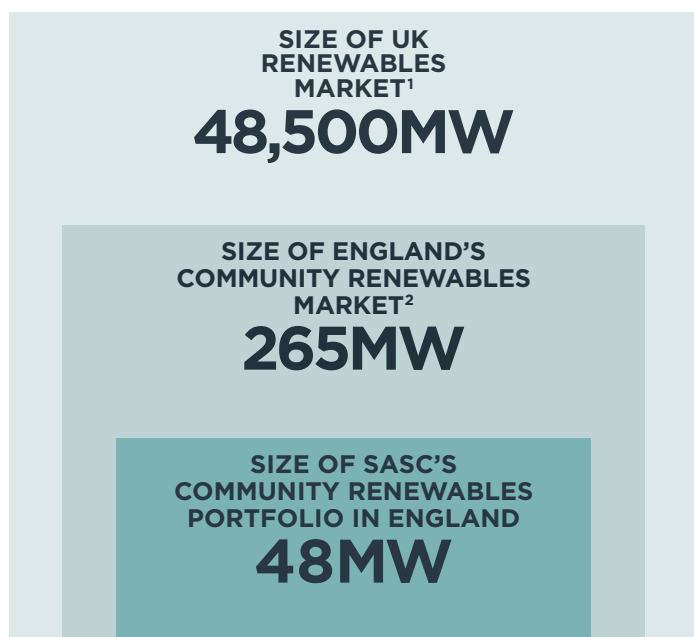 SIZE OF UK
RENEWABLES
MARKET¹
48,500MW
SIZE OF ENGLAND’S
COMMUNITY RENEWABLES
MARKET²
265MW
SIZE OF SASC’S
COMMUNITY RENEWABLES
PORTFOLIO IN ENGLAND
48MW